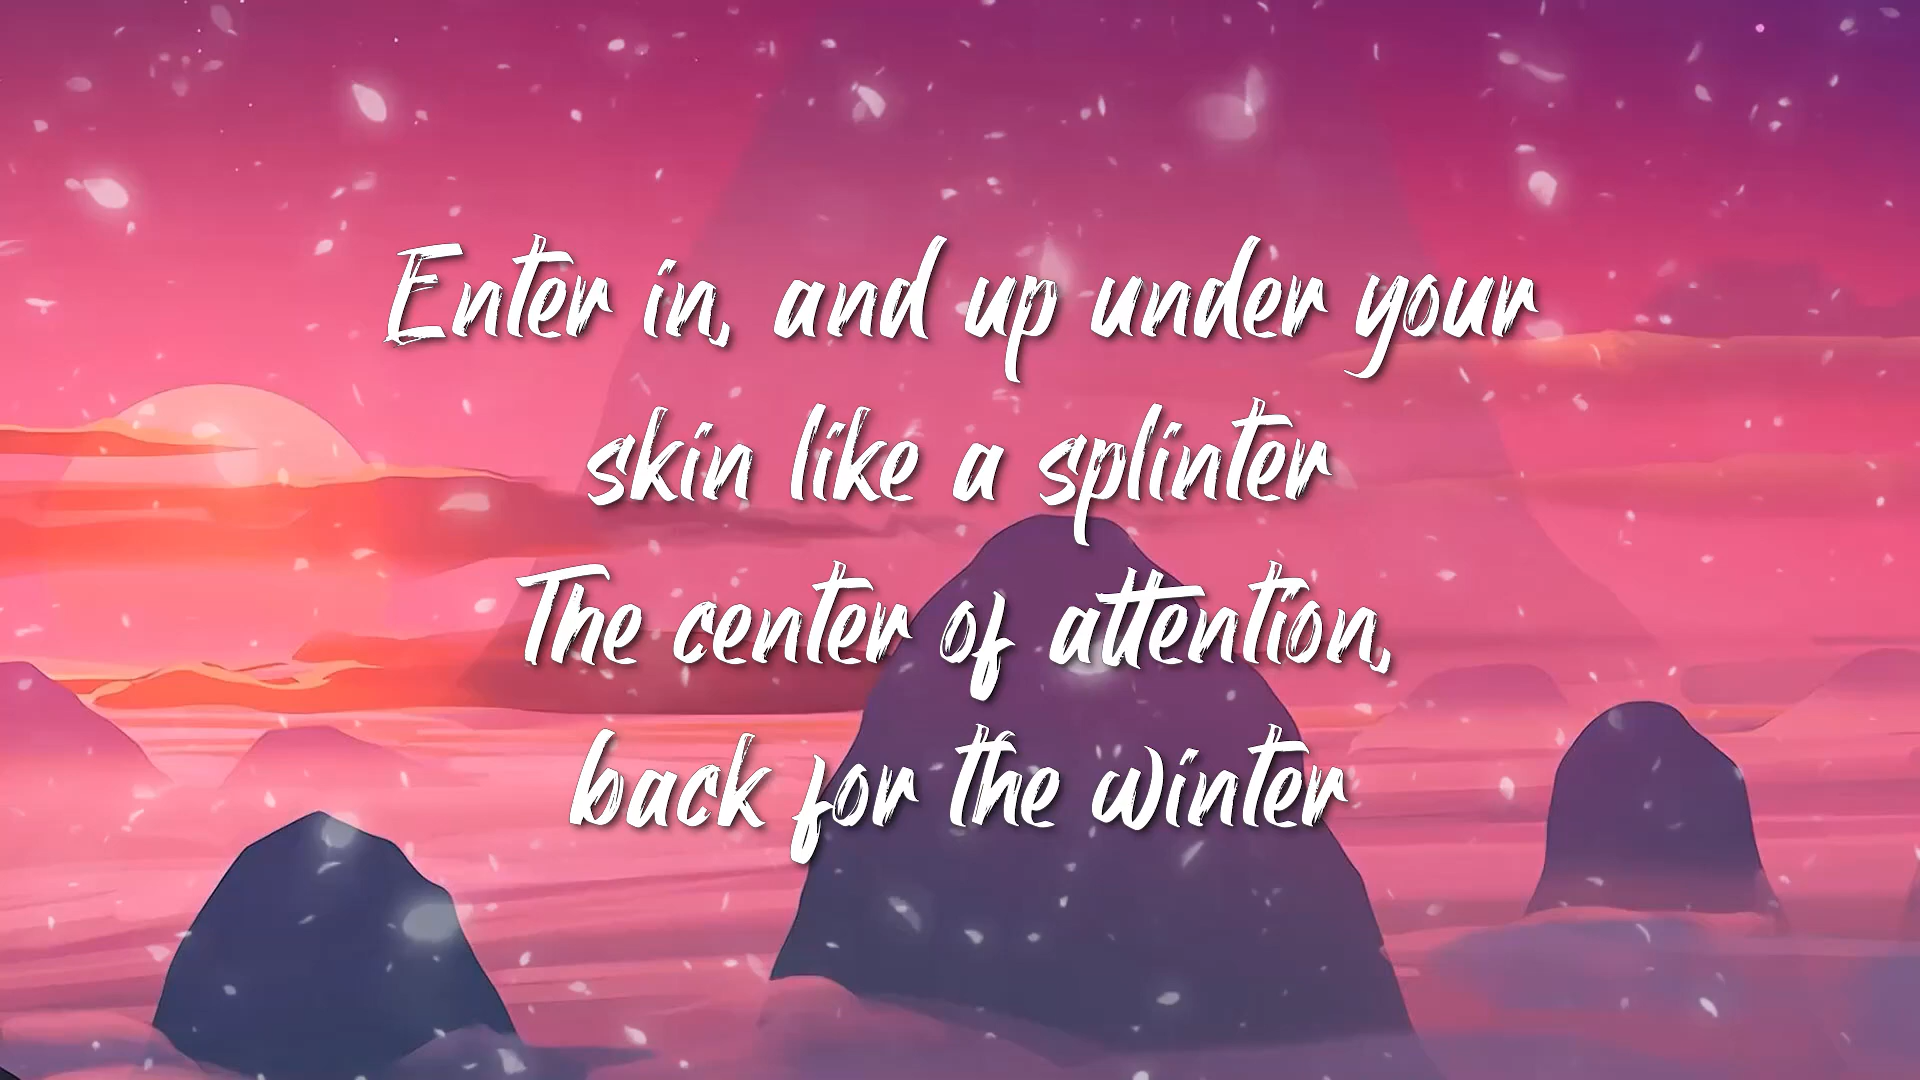 Enter in, and up under your
skin like a splinter
The center of attention,
back for the winter